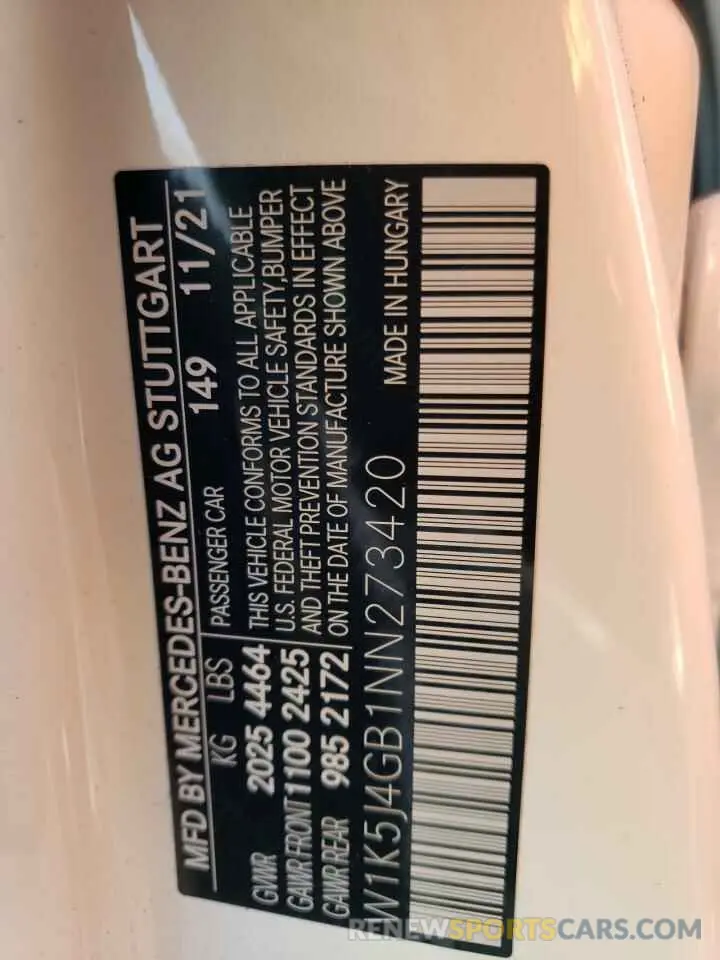 MFD BY MERCEDES-BENZ AG STUTTGART
KG LBS PASSENGER CAR 149 11/21
GWR 2025 4464 THIS VEHICLE CONFORMS TO ALL APPLICABLE
GAWR FRONT 1100 2425 U.S. FEDERAL MOTOR VEHICLE SAFETY,BUMPER
GAWR REAR 985 2172 AND THEFT PREVENTION STANDARDS IN EFFECT
ON THE DATE OF MANUFACTURE SHOWN ABOVE
W1K5J4GB1NN273420 MADE IN HUNGARY
RENEWSPORTSCARS.COM